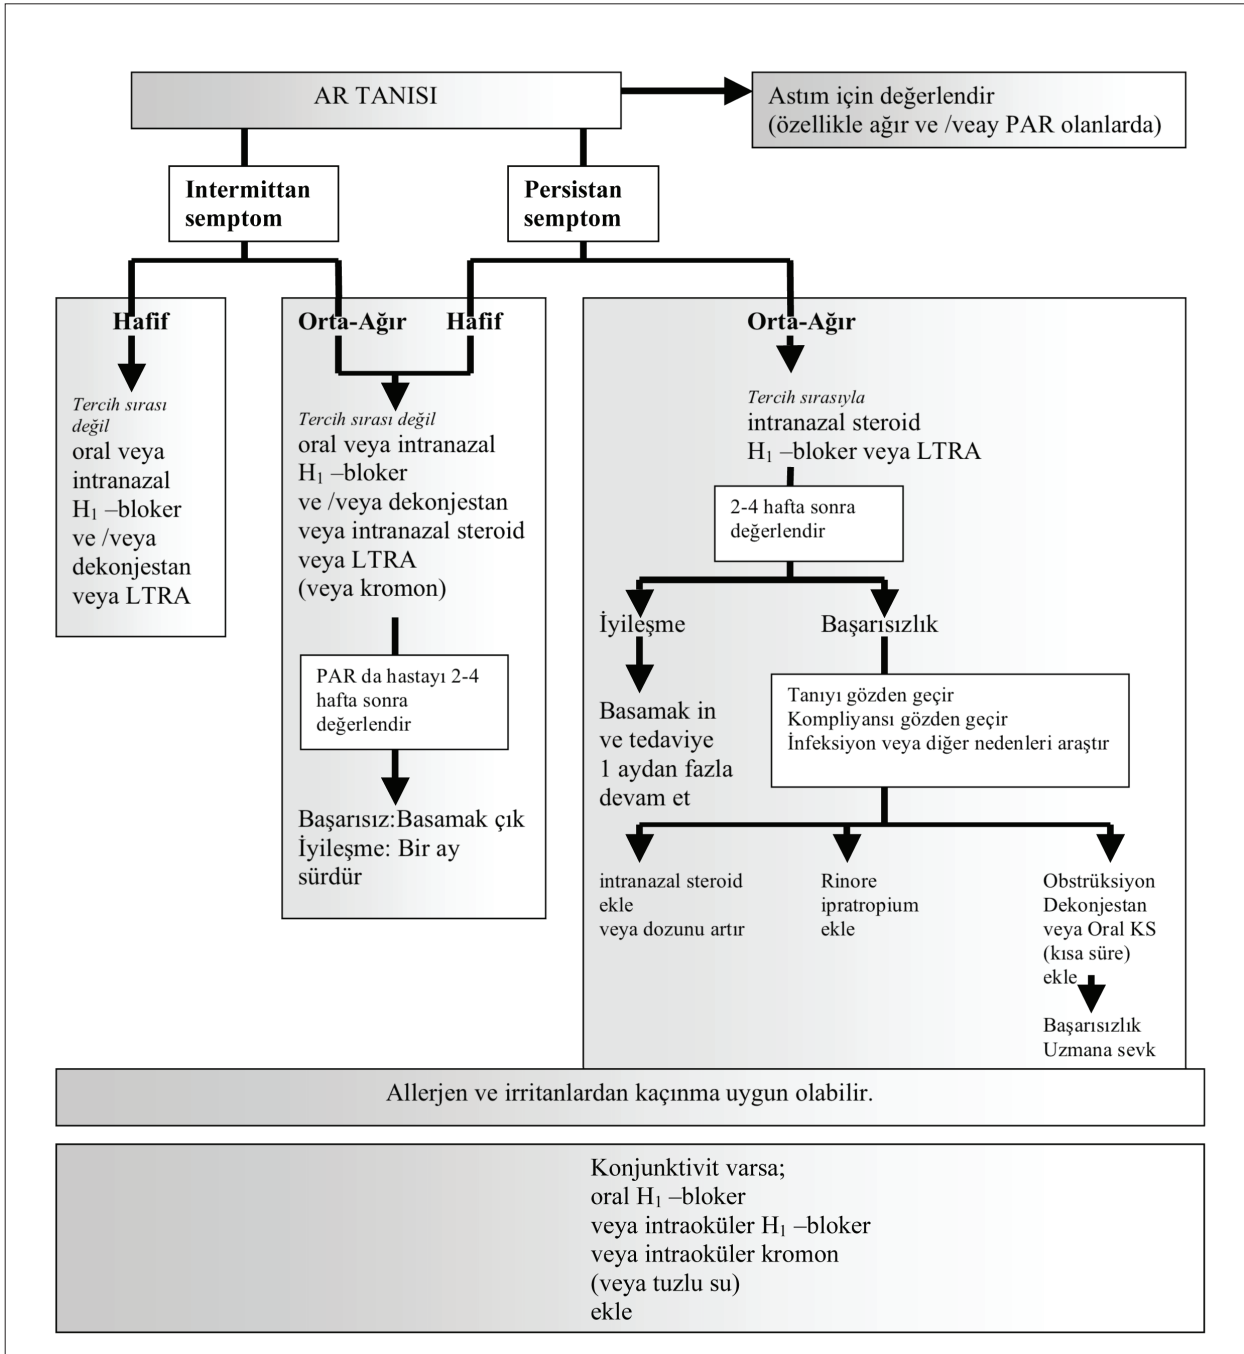 AR TANISI
Astım için değerlendir
(özellikle ağır ve /veay PAR olanlarda)
Intermittan
semptom
Persistan
semptom
Hafif
Tercih sırası
değil
oral veya
intranazal
H₁ –bloker
ve /veya
dekonjestan
veya LTRA
Orta-Ağır Hafif
Tercih sırası değil
oral veya intranazal
H₁ –bloker
ve /veya dekonjestan
veya intranazal steroid
veya LTRA
(veya kromon)
PAR da hastayı 2-4
hafta sonra
değerlendir
Başarısız:Basamak çık
İyileşme: Bir ay
sürdür
Orta-Ağır
Tercih sırasıyla
intranazal steroid
H₁ –bloker veya LTRA
2-4 hafta sonra
değerlendir
İyileşme
Basamak in
ve tedaviye
1 aydan fazla
devam et
Başarısızlık
Tanıyı gözden geçir
Kompliyansı gözden geçir
İnfeksiyon veya diğer nedenleri araştır
intranazal steroid
ekle
veya dozunu artır
Rinore
ipratropium
ekle
Obstrüksiyon
Dekonjestan
veya Oral KS
(kısa süre)
ekle
Başarısızlık
Uzmana sevk
Allerjen ve irritanlardan kaçınma uygun olabilir.
Konjunktivit varsa;
oral H₁ –bloker
veya intraoküler H₁ –bloker
veya intraoküler kromon
(veya tuzlu su)
ekle